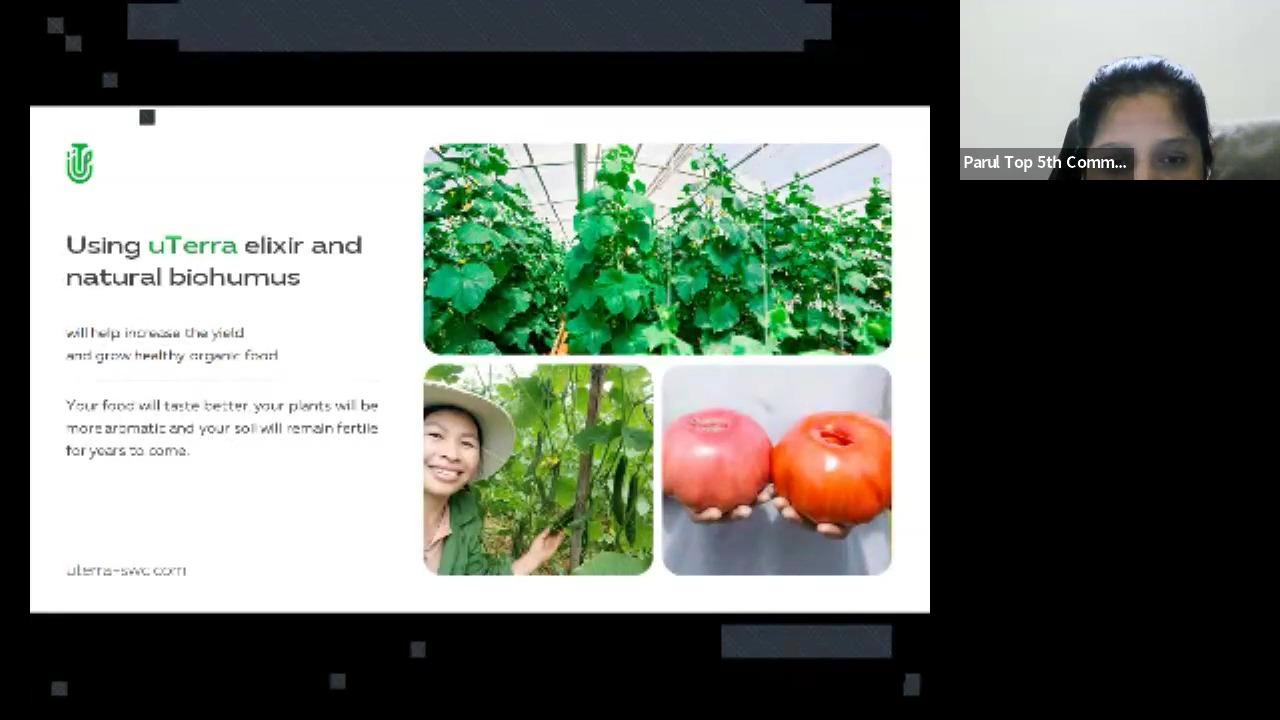 Using uTerra elixir and
natural biohumus
will help increase the yield
and grow healthy organic food
Your food will taste better, your plants will be
more aromatic and your soil will remain fertile
for years to come.
uterra-swc.com
Parul Top 5th Comm...